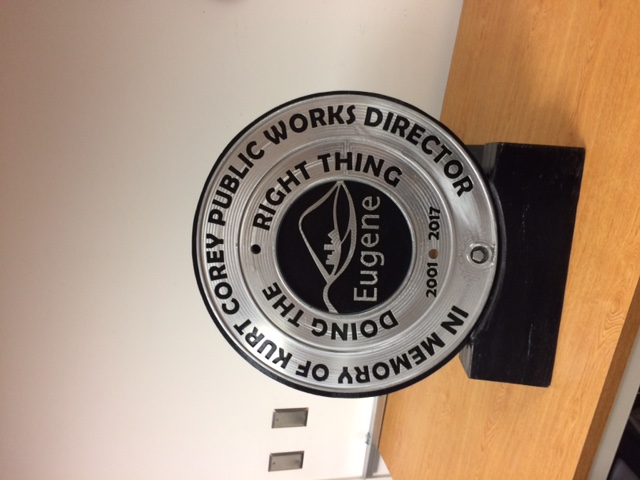 IN MEMORY OF KURT COREY PUBLIC WORKS DIRECTOR
DOING THE • RIGHT THING
Eugene
2001 • 2017